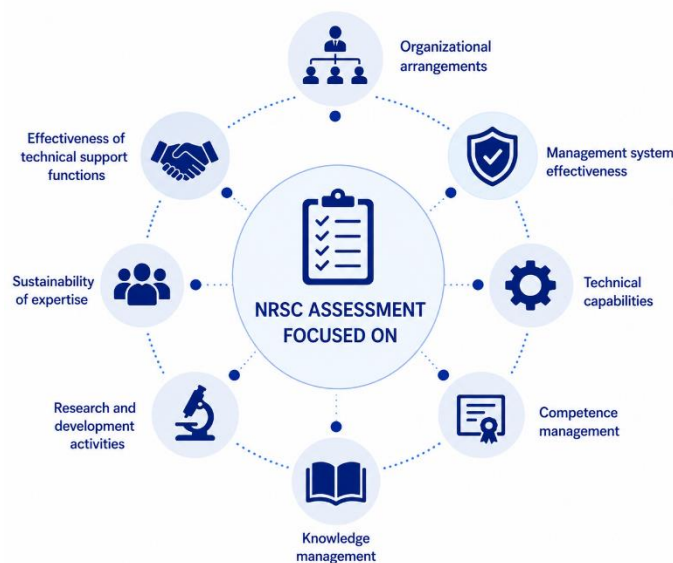 Organizational
arrangements
Effectiveness of
technical support
functions
Management system
effectiveness
NRSC ASSESSMENT
FOCUSED ON
Sustainability
of expertise
Technical
capabilities
Research and
development
activities
Competence
management
Knowledge
management